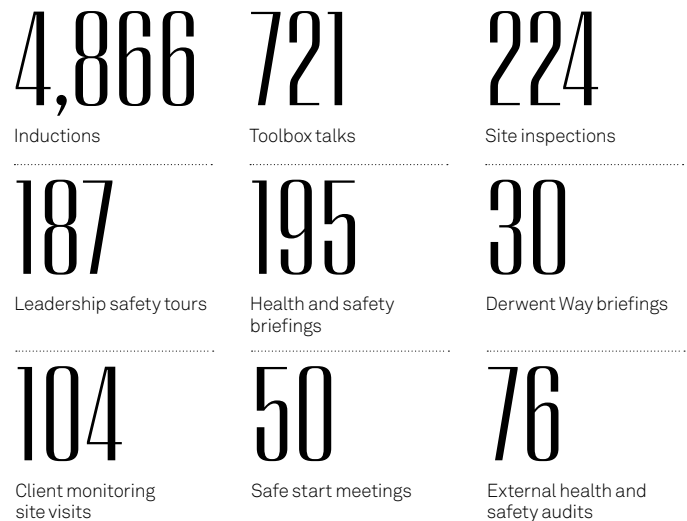 4,866
Inductions
721
Toolbox talks
224
Site inspections
187
Leadership safety tours
195
Health and safety
briefings
30
Derwent Way briefings
104
Client monitoring
site visits
50
Safe start meetings
76
External health and
safety audits